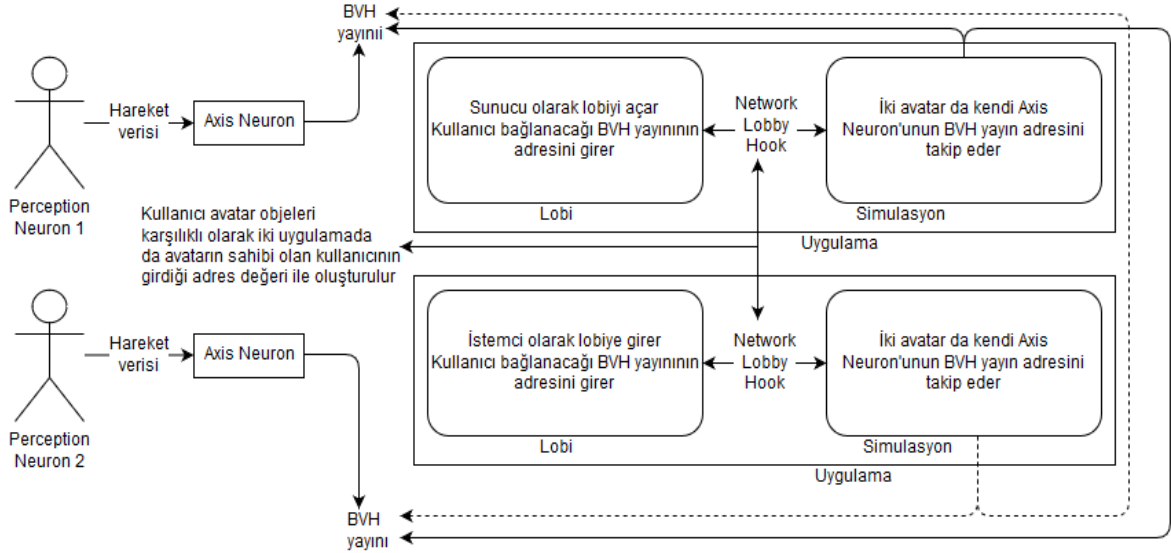 BVH
yayınıi
Hareket
verisi
Axis Neuron
Perception
Neuron 1
Sunucu olarak lobiyi açar
Kullanıcı bağlanacağı BVH yayınının
adresini girer
Network
Lobby
Hook
İki avatar da kendi Axis
Neuron'unun BVH yayın adresini
takip eder
Lobi
Simulasyon
Uygulama
Kullanıcı avatar objeleri
karşılıklı olarak iki uygulamada
da avatarın sahibi olan kullanıcının
girdiği adres değeri ile oluşturulur
Hareket
verisi
Axis Neuron
Perception
Neuron 2
İstemci olarak lobiye girer
Kullanıcı bağlanacağı BVH yayınının
adresini girer
Network
Lobby
Hook
İki avatar da kendi Axis
Neuron'unun BVH yayın adresini
takip eder
Lobi
Simulasyon
Uygulama
BVH
yayını